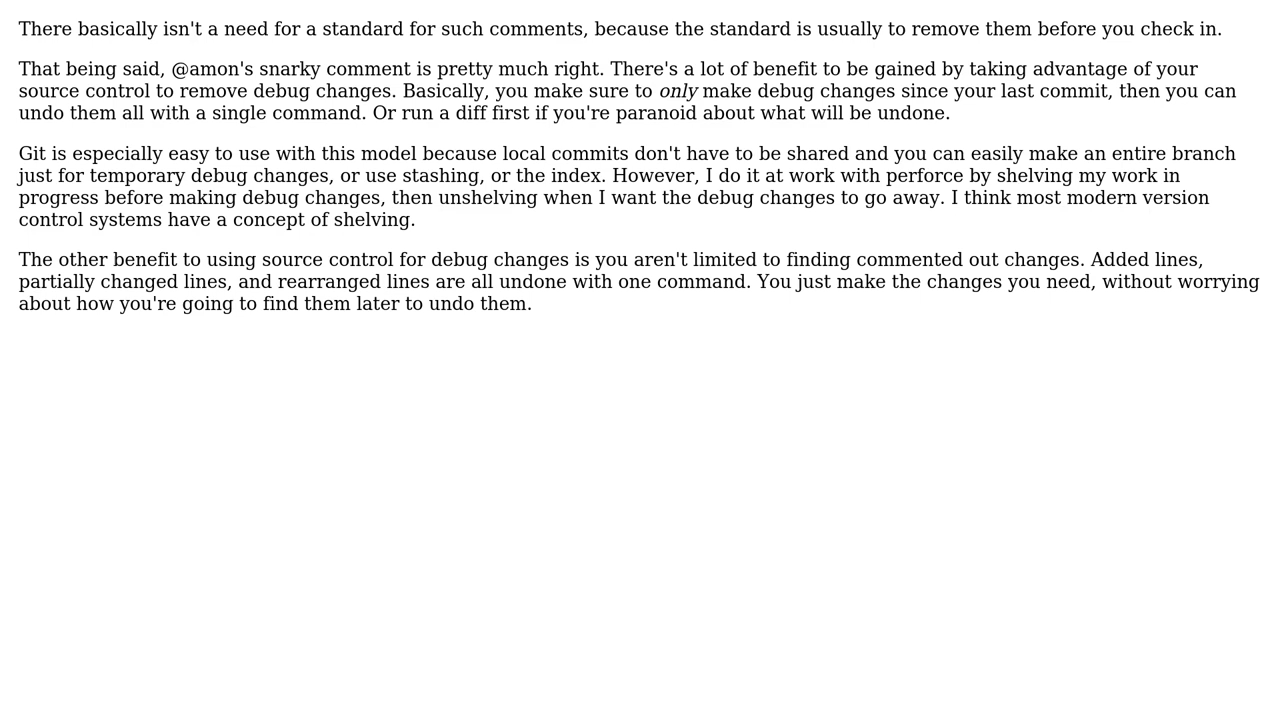 There basically isn't a need for a standard for such comments, because the standard is usually to remove them before you check in.
That being said, @amon's snarky comment is pretty much right. There's a lot of benefit to be gained by taking advantage of your
source control to remove debug changes. Basically, you make sure to only make debug changes since your last commit, then you can
undo them all with a single command. Or run a diff first if you're paranoid about what will be undone.
Git is especially easy to use with this model because local commits don't have to be shared and you can easily make an entire branch
just for temporary debug changes, or use stashing, or the index. However, I do it at work with perforce by shelving my work in
progress before making debug changes, then unshelving when I want the debug changes to go away. I think most modern version
control systems have a concept of shelving.
The other benefit to using source control for debug changes is you aren't limited to finding commented out changes. Added lines,
partially changed lines, and rearranged lines are all undone with one command. You just make the changes you need, without worrying
about how you're going to find them later to undo them.